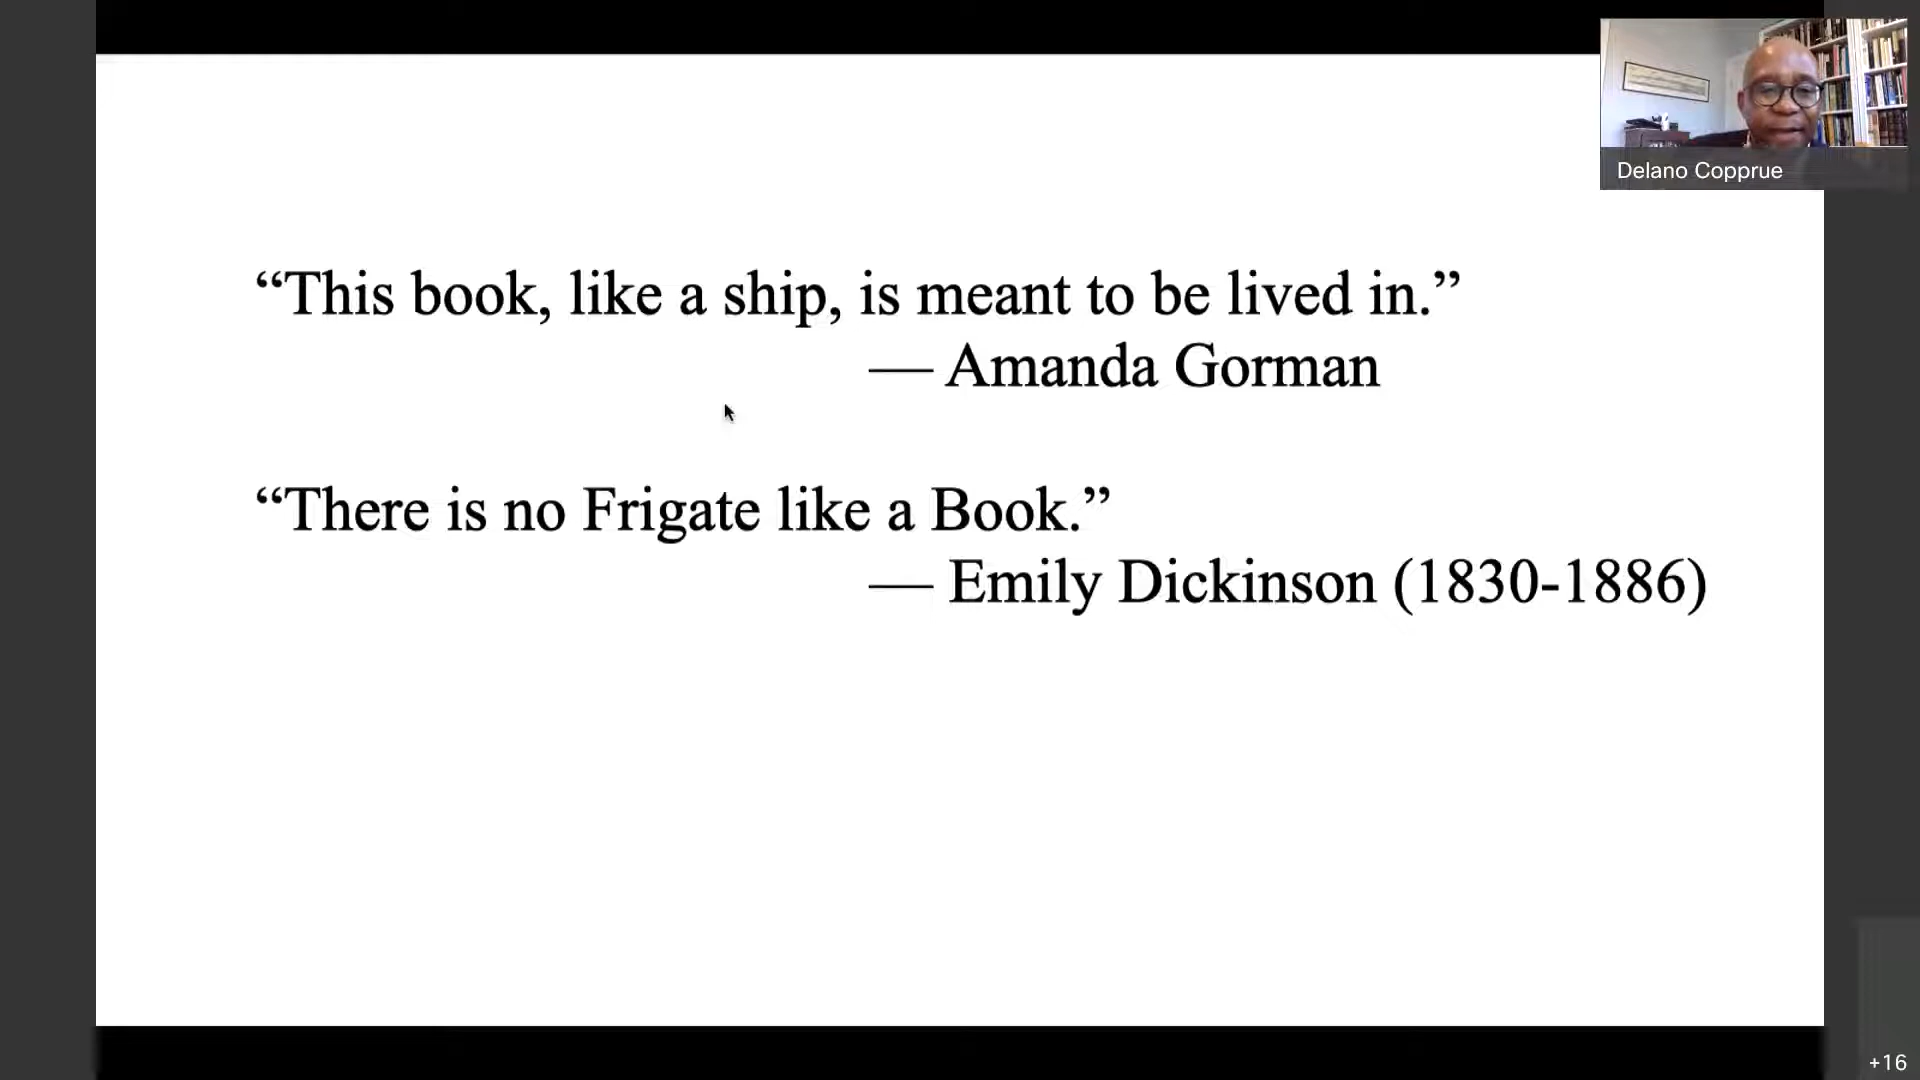 Delano Copprue
“This book, like a ship, is meant to be lived in.”
— Amanda Gorman
“There is no Frigate like a Book.”
— Emily Dickinson (1830-1886)
+16